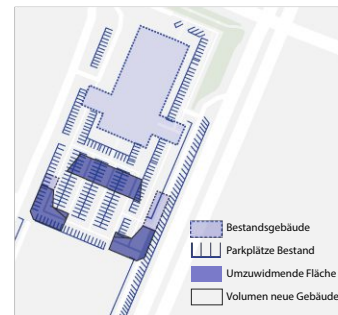 Bestandsgebäude
Parkplätze Bestand
Umzuwidmende Fläche
Volumen neue Gebäude